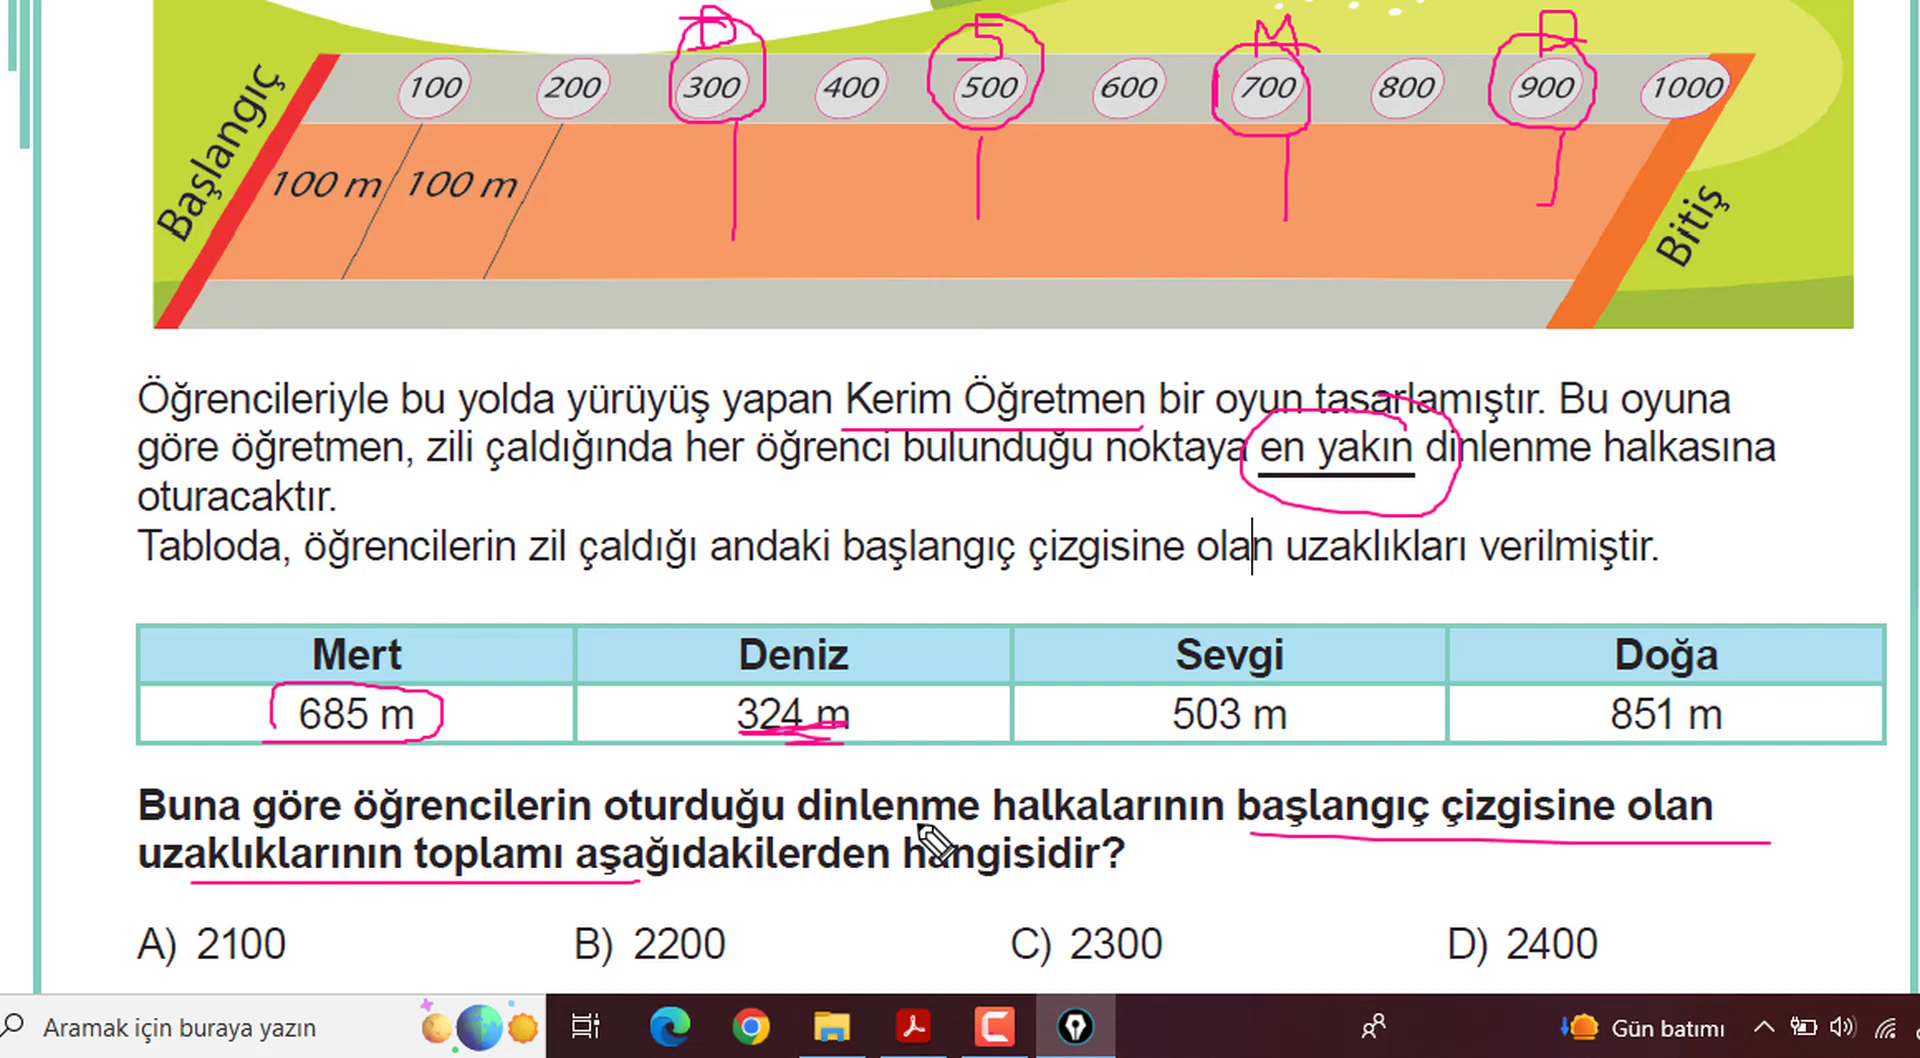 D 5 M D
100 200 300 400 500 600 700 800 900 1000
Başlangıç
100 m 100 m
Bitiş
Öğrencileriyle bu yolda yürüyüş yapan Kerim Öğretmen bir oyun tasarlamıştır. Bu oyuna
göre öğretmen, zili çaldığında her öğrenci bulunduğu noktaya en yakın dinlenme halkasına
oturacaktır.
Tabloda, öğrencilerin zil çaldığı andaki başlangıç çizgisine olan uzaklıkları verilmiştir.
Mert Deniz Sevgi Doğa
685 m 324 m 503 m 851 m
Buna göre öğrencilerin oturduğu dinlenme halkalarının başlangıç çizgisine olan
uzaklıklarının toplamı aşağıdakilerden hangisidir?
A) 2100 B) 2200 C) 2300 D) 2400
Aramak için buraya yazın Gün batımı